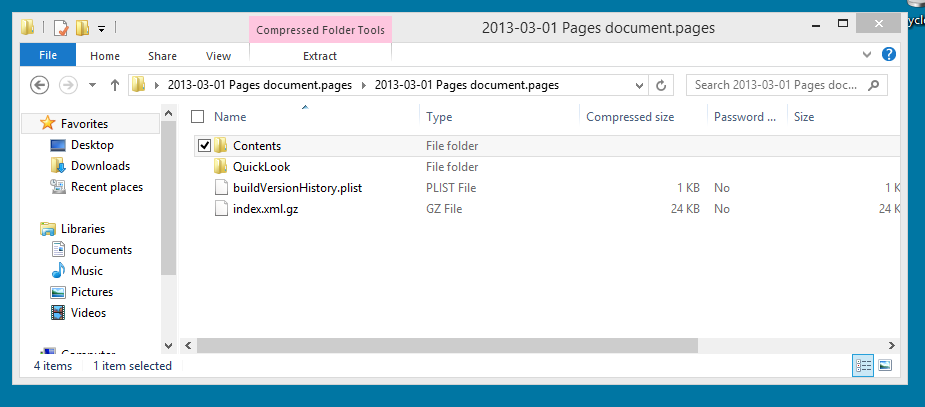 Compressed Folder Tools
2013-03-01 Pages document.pages
File Home Share View Extract
2013-03-01 Pages document.pages 2013-03-01 Pages document.pages Search 2013-03-01 Pages doc...
Favorites
Desktop
Downloads
Recent places
Libraries
Documents
Music
Pictures
Videos
Name Type Compressed size Password ... Size
Contents File folder
QuickLook File folder
buildVersionHistory.plist PLIST File 1 KB No 1 K
index.xml.gz GZ File 24 KB No 24 K
4 items 1 item selected